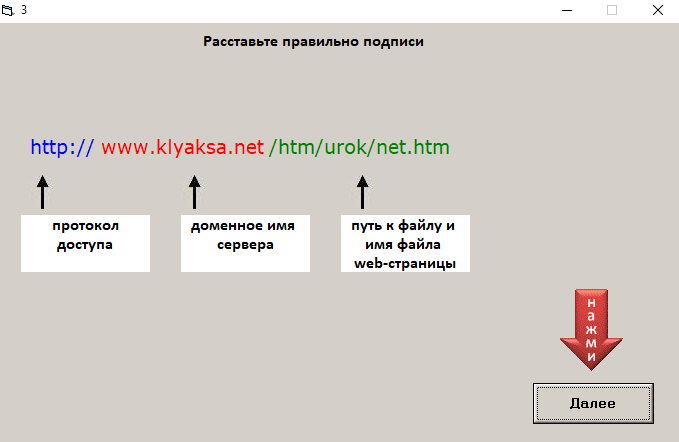 3
Расставьте правильно подписи
http:// www.klyaksa.net /htm/urok/net.htm
протокол
доступа
доменное имя
сервера
путь к файлу и
имя файла
web-страницы
н
а
ж
м
и
Далее